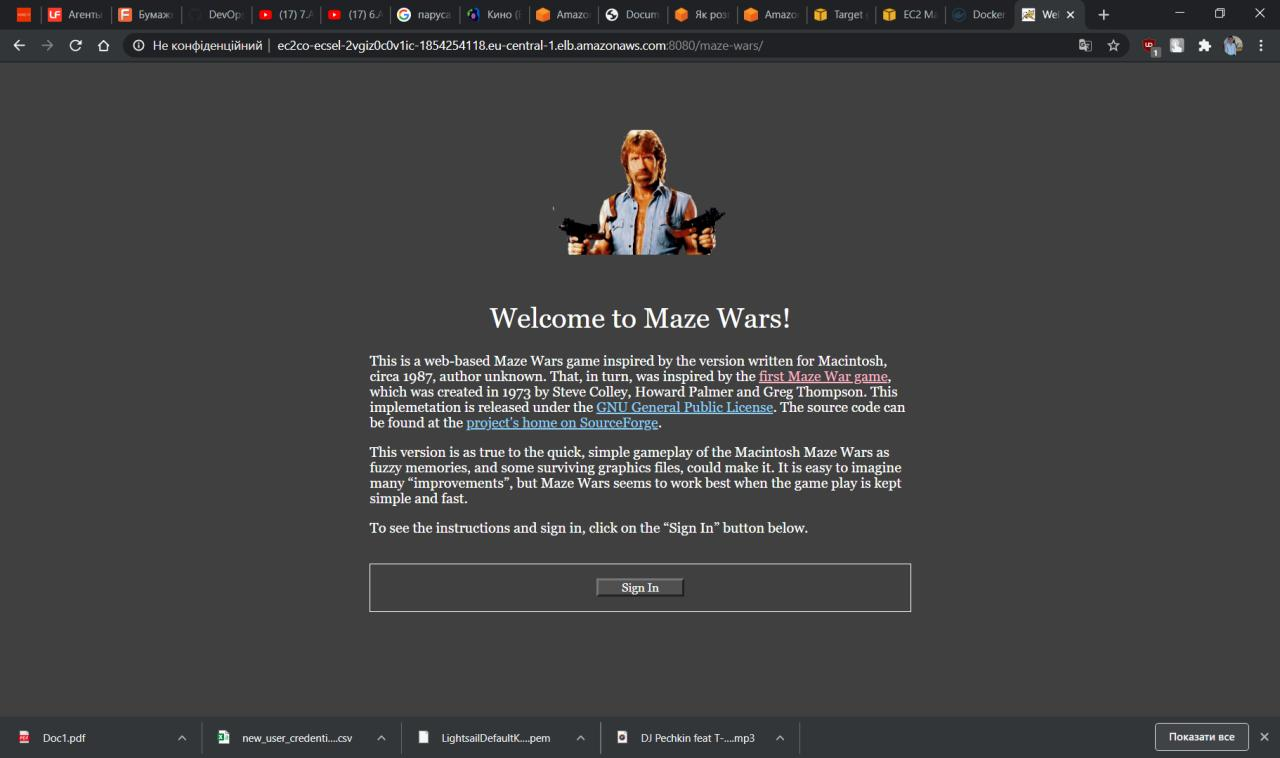 LF Агенты
F Бумаж
DevOp
(17) 7.
(17) 6.
паруса
Кино (
Amazo
Docum
Як роз
Amazo
Target
EC2 M
Docker
We
Не конфіденційний | ec2co-ecsel-2vgiz0c0v1ic-1854254118.eu-central-1.elb.amazonaws.com:8080/maze-wars/
1
Welcome to Maze Wars!
This is a web-based Maze Wars game inspired by the version written for Macintosh,
circa 1987, author unknown. That, in turn, was inspired by the first Maze War game,
which was created in 1973 by Steve Colley, Howard Palmer and Greg Thompson. This
implemetation is released under the GNU General Public License. The source code can
be found at the project's home on SourceForge.
This version is as true to the quick, simple gameplay of the Macintosh Maze Wars as
fuzzy memories, and some surviving graphics files, could make it. It is easy to imagine
many “improvements”, but Maze Wars seems to work best when the game play is kept
simple and fast.
To see the instructions and sign in, click on the “Sign In” button below.
Sign In
Doc1.pdf
new_user_credenti....csv
LightsailDefaultK....pem
DJ Pechkin feat T-....mp3
Показати все